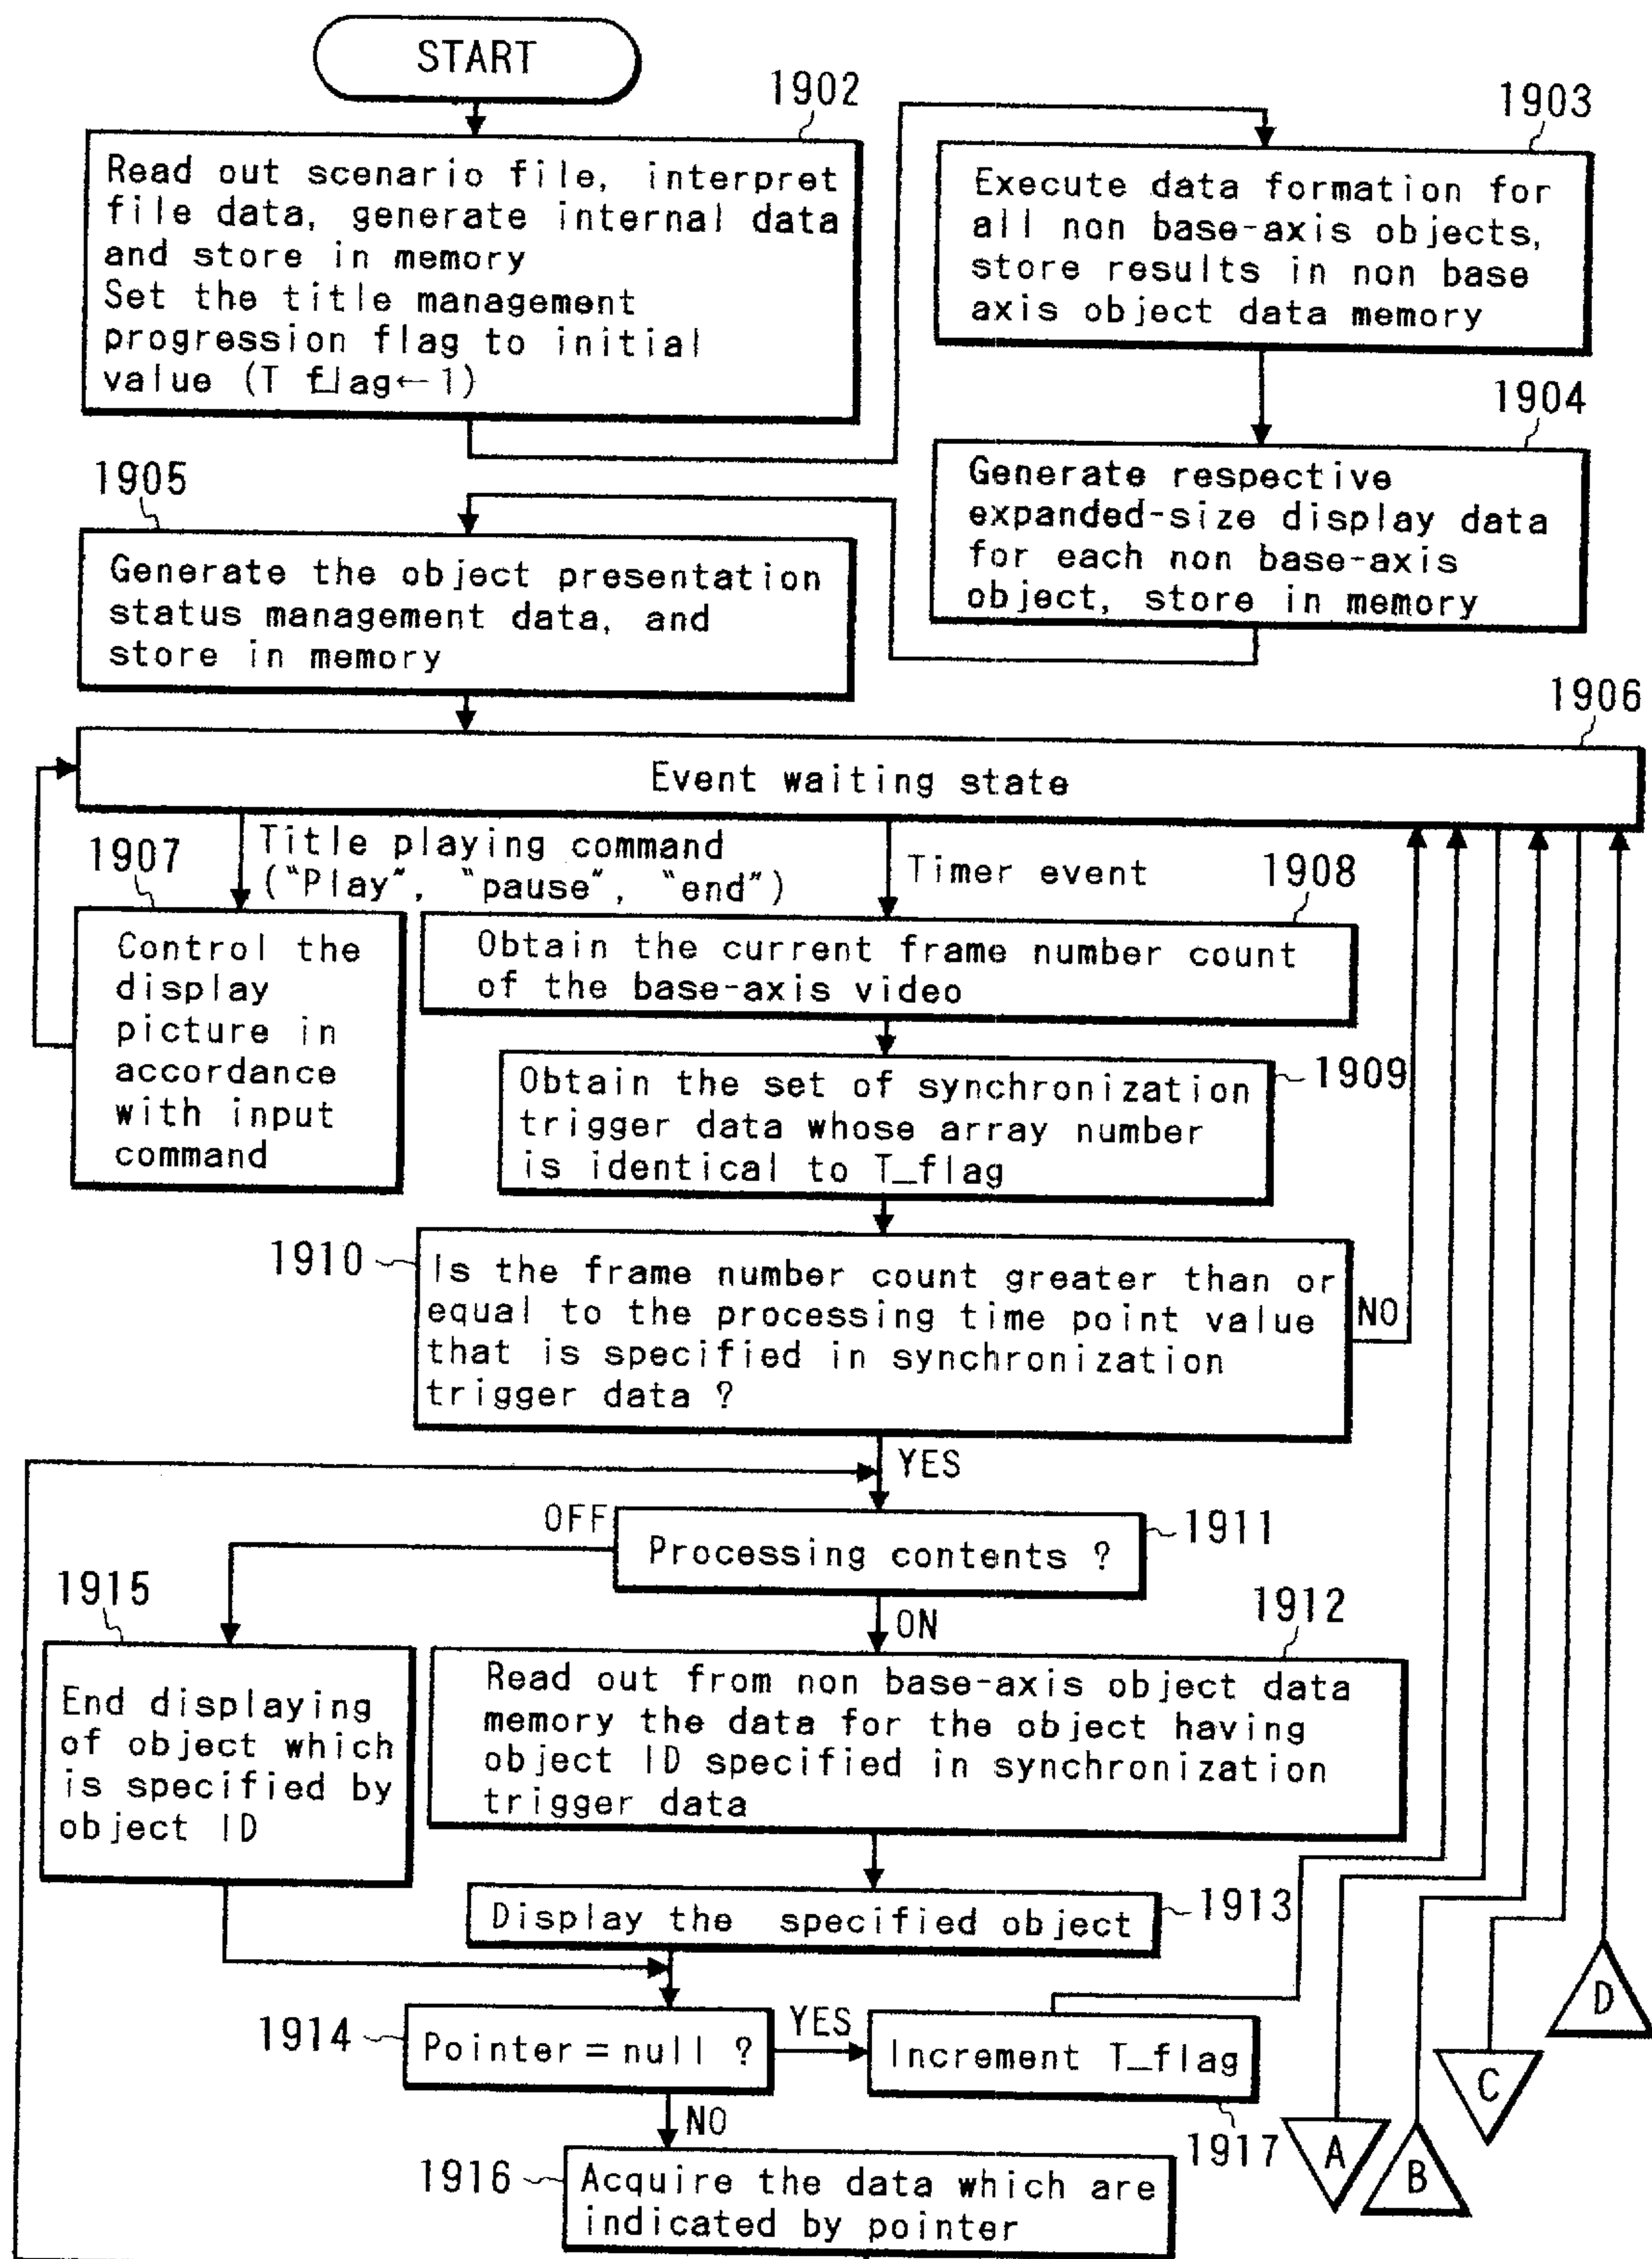 START
1902
Read out scenario file, interpret
file data, generate internal data
and store in memory
Set the title management
progression flag to initial
value (T flag←1)
1903
Execute data formation for
all non base-axis objects,
store results in non base
axis object data memory
1904
Generate respective
expanded-size display data
for each non base-axis
object, store in memory
1905
Generate the object presentation
status management data, and
store in memory
1906
Event waiting state
Title playing command
("Play", "pause", "end")
1907
Control the
display
picture in
accordance
with input
command
Timer event
1908
Obtain the current frame number count
of the base-axis video
1909
Obtain the set of synchronization
trigger data whose array number
is identical to T_flag
1910
Is the frame number count greater than or
equal to the processing time point value
that is specified in synchronization
trigger data ?
NO
YES
OFF
1911
Processing contents ?
ON
1915
End displaying
of object which
is specified by
object ID
1912
Read out from non base-axis object data
memory the data for the object having
object ID specified in synchronization
trigger data
1913
Display the specified object
1914
Pointer=null ?
YES
Increment T_flag
1917
NO
1916
Acquire the data which are
indicated by pointer
A
B
C
D